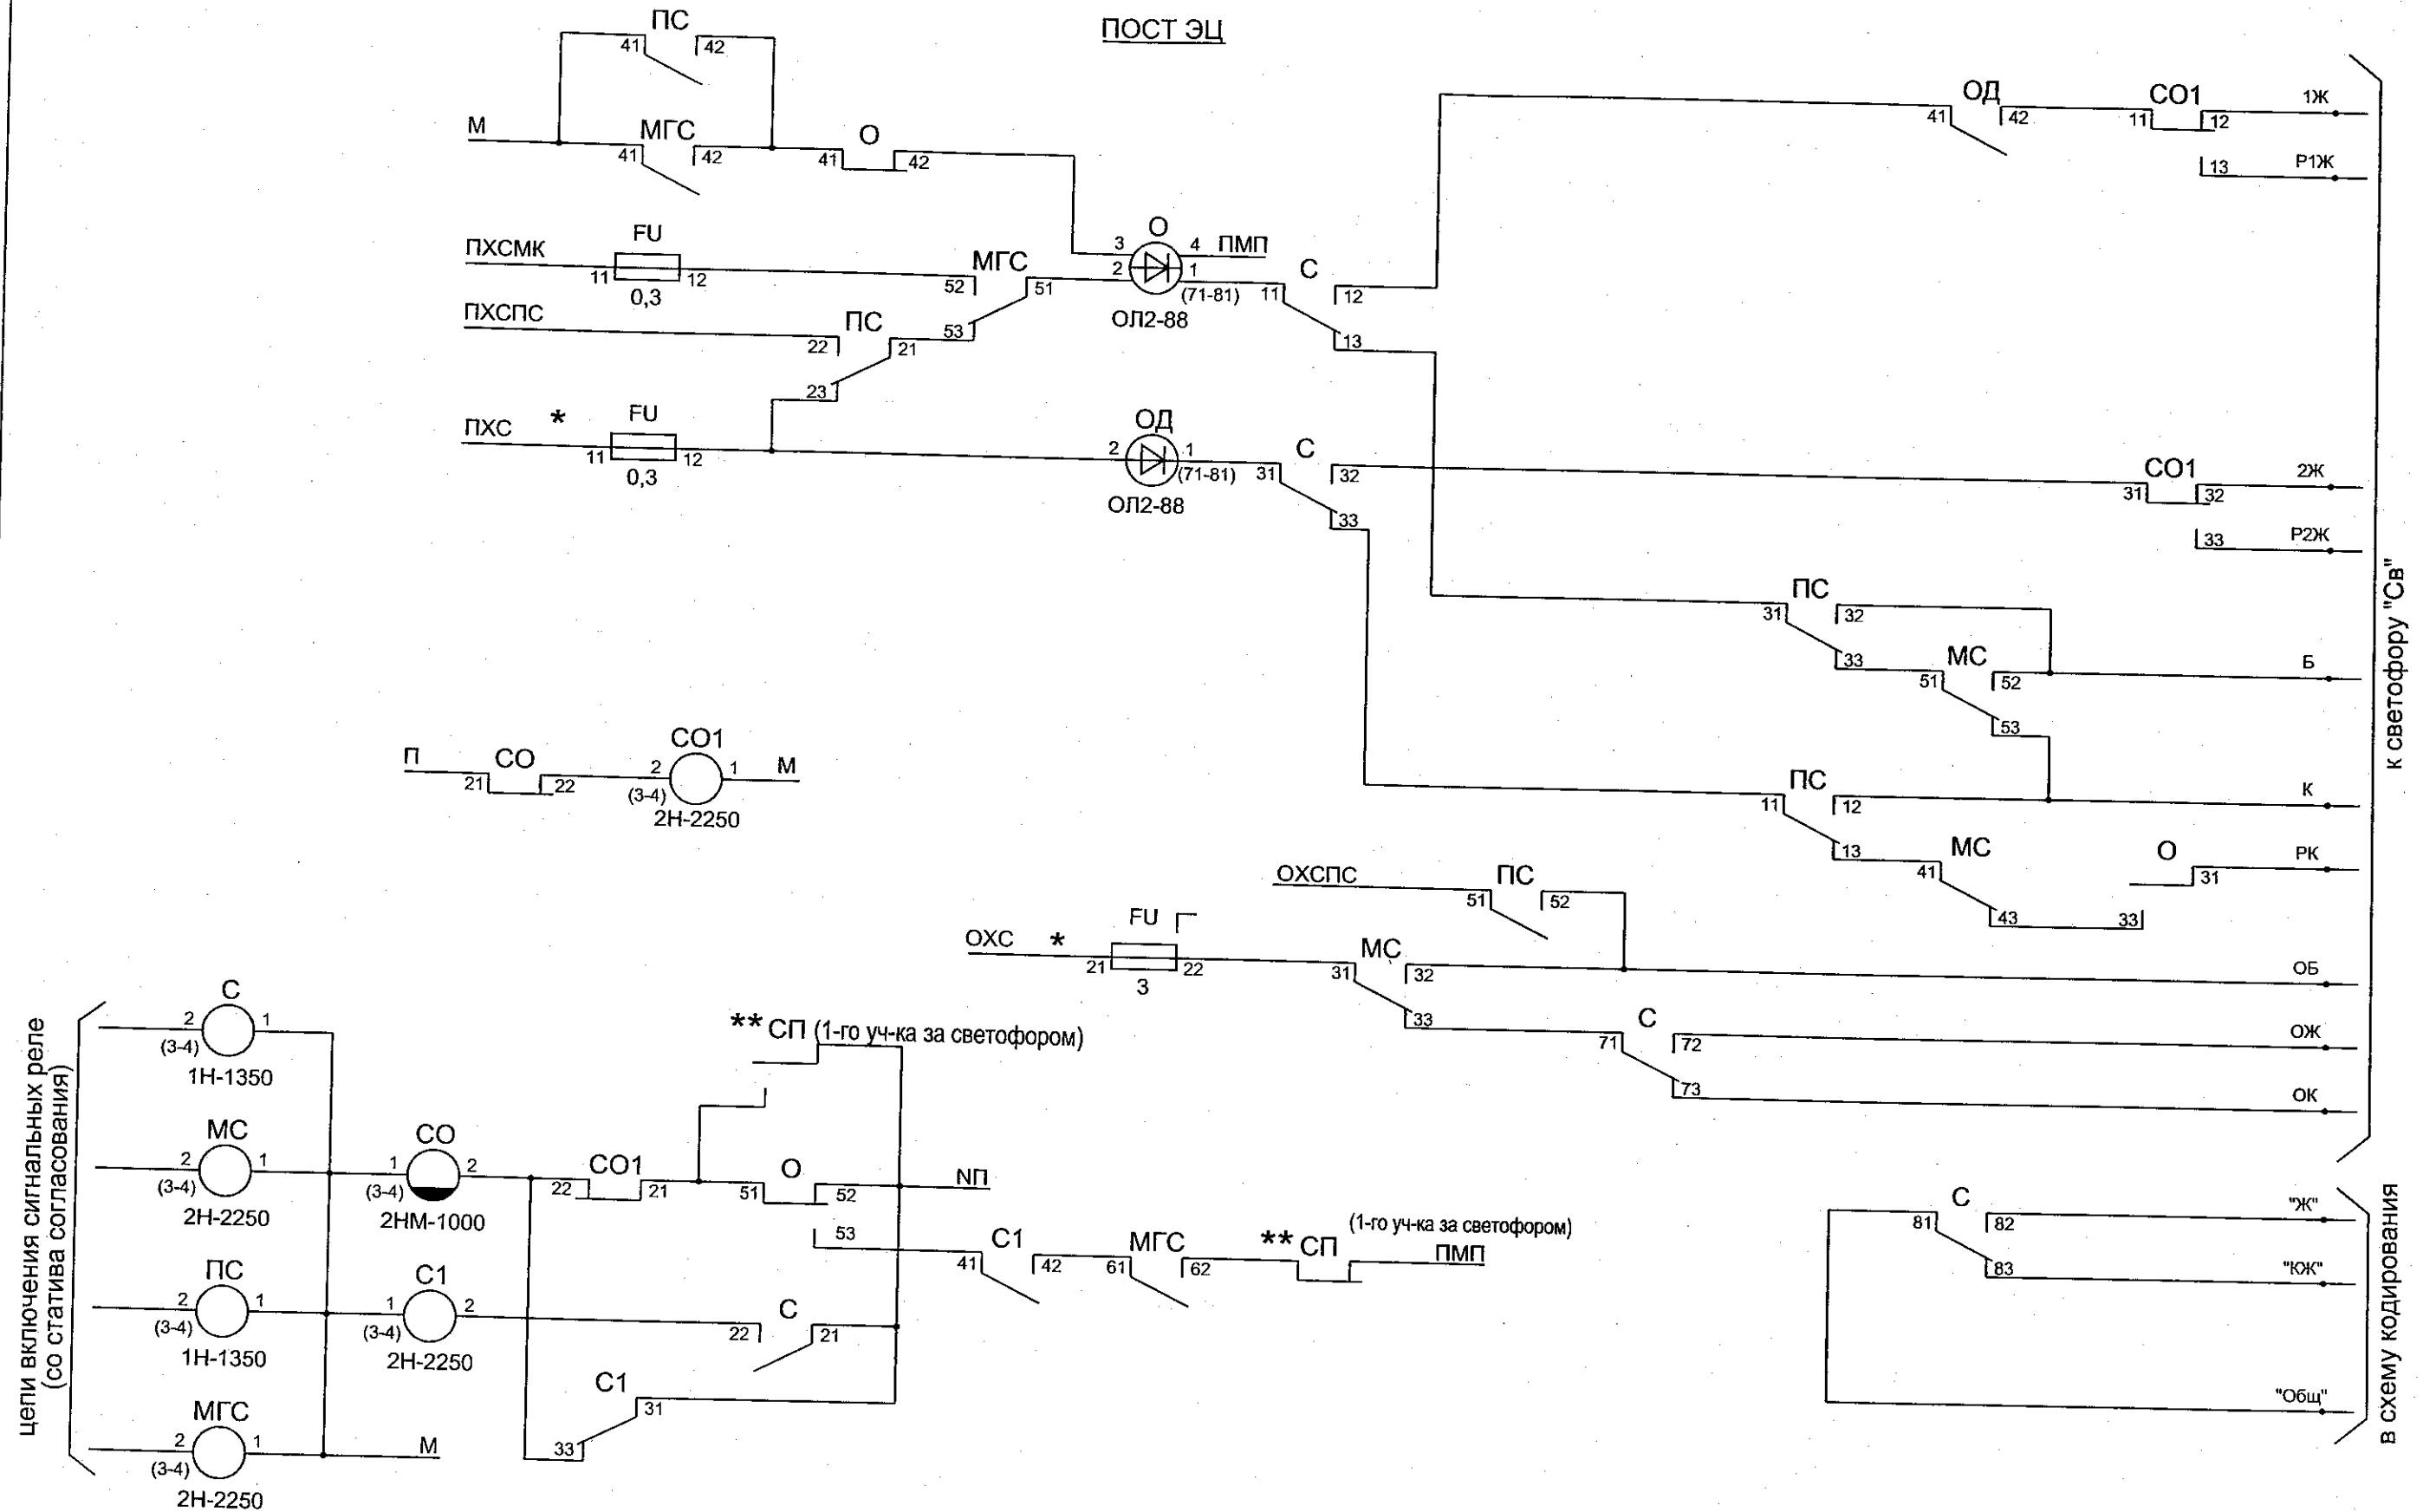 ПОСТ ЭЦ
ПС
41 42
М
МГС
41 42
О
41 42
ОД
41 42
СО1
11 12
1Ж
13
Р1Ж
ПХСМК
FU
11 12
0,3
МГС
52 51
53
О
3 4
ПМП
2 1
(71-81)
ОЛ2-88
С
11 12
13
ПХСПС
ПС
22 21
23
ПХС *
FU
11 12
0,3
ОД
2 1
(71-81)
ОЛ2-88
С
31 32
33
СО1
31 32
2Ж
33
Р2Ж
ПС
31 32
33
МС
51 52
53
Б
П
СО
21 22
СО1
2 1
(3-4)
2Н-2250
М
ПС
11 12
13
К
МС
41
43
О
31
33
РК
ОХСПС
ПС
51 52
ОХС *
FU
21 22
3
МС
31 32
33
ОБ
С
71 72
73
ОЖ
ОК
к светофору "Св"
цепи включения сигнальных реле
(со статива согласования)
С
2 1
(3-4)
1Н-1350
МС
2 1
(3-4)
2Н-2250
ПС
2 1
(3-4)
1Н-1350
МГС
2 1
(3-4)
2Н-2250
М
СО
1 2
(3-4)
2НМ-1000
С1
1 2
(3-4)
2Н-2250
** СП (1-го уч-ка за светофором)
СО1
22 21
О
51 52
53
NП
С1
41 42
МГС
61 62
** СП
(1-го уч-ка за светофором)
ПМП
С
22 21
С1
31
33
С
81 82
83
"Ж"
"КЖ"
"Общ"
в схему кодирования